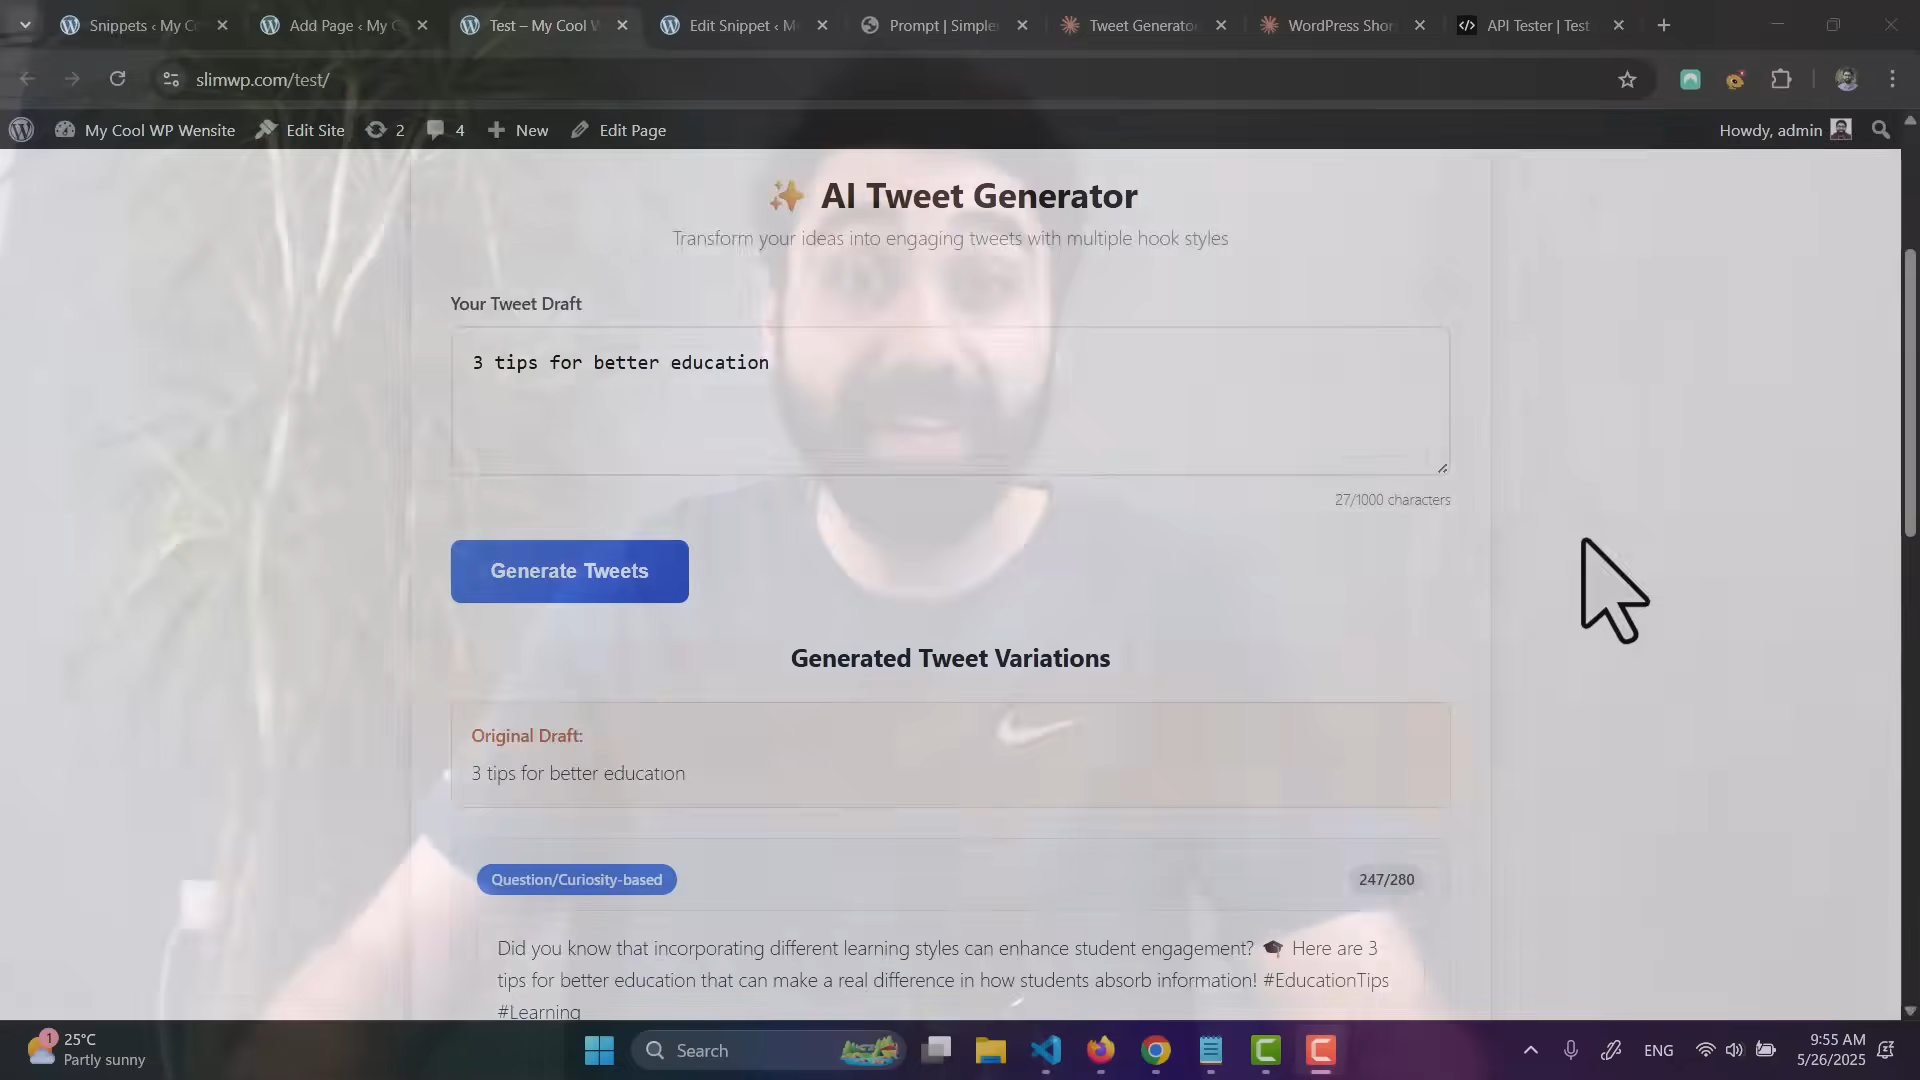 Snippets ‹ My C
Add Page ‹ My
Test – My Cool
Edit Snippet ‹ M
Prompt | Simple
Tweet Generato
WordPress Shor
API Tester | Test
slimwp.com/test/
My Cool WP Wensite
Edit Site
2
4
New
Edit Page
Howdy, admin
✨ AI Tweet Generator
Transform your ideas into engaging tweets with multiple hook styles
Your Tweet Draft
3 tips for better education
27/1000 characters
Generate Tweets
Generated Tweet Variations
Original Draft:
3 tips for better education
Question/Curiosity-based
247/280
Did you know that incorporating different learning styles can enhance student engagement? 🎓 Here are 3
tips for better education that can make a real difference in how students absorb information! #EducationTips
#Learning
1
25°C
Partly sunny
Search
ENG
9:55 AM
5/26/2025